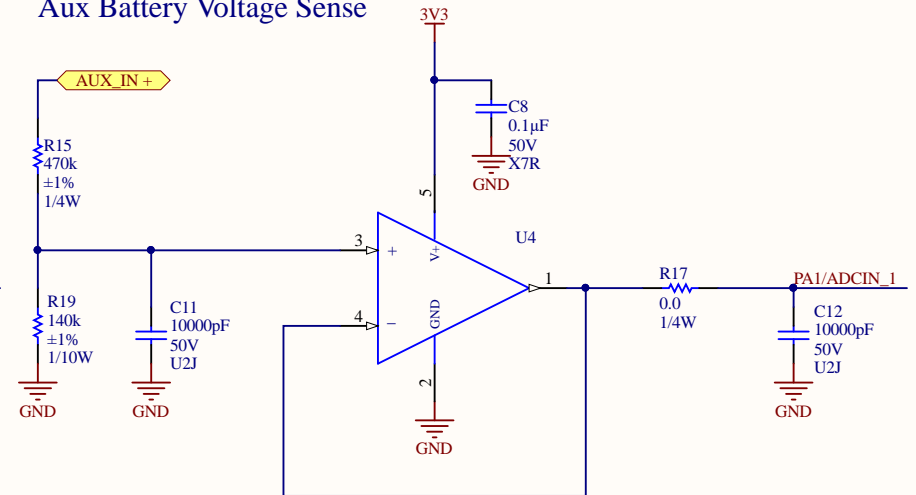 Aux Battery Voltage Sense
3V3
AUX_IN +
C8
0.1µF
50V
X7R
GND
R15
470k
±1%
1/4W
5
V+
U4
3
+
1
R17
0.0
1/4W
PA1/ADCIN_1
R19
140k
±1%
1/10W
GND
C11
10000pF
50V
U2J
GND
4
−
GND
2
GND
C12
10000pF
50V
U2J
GND